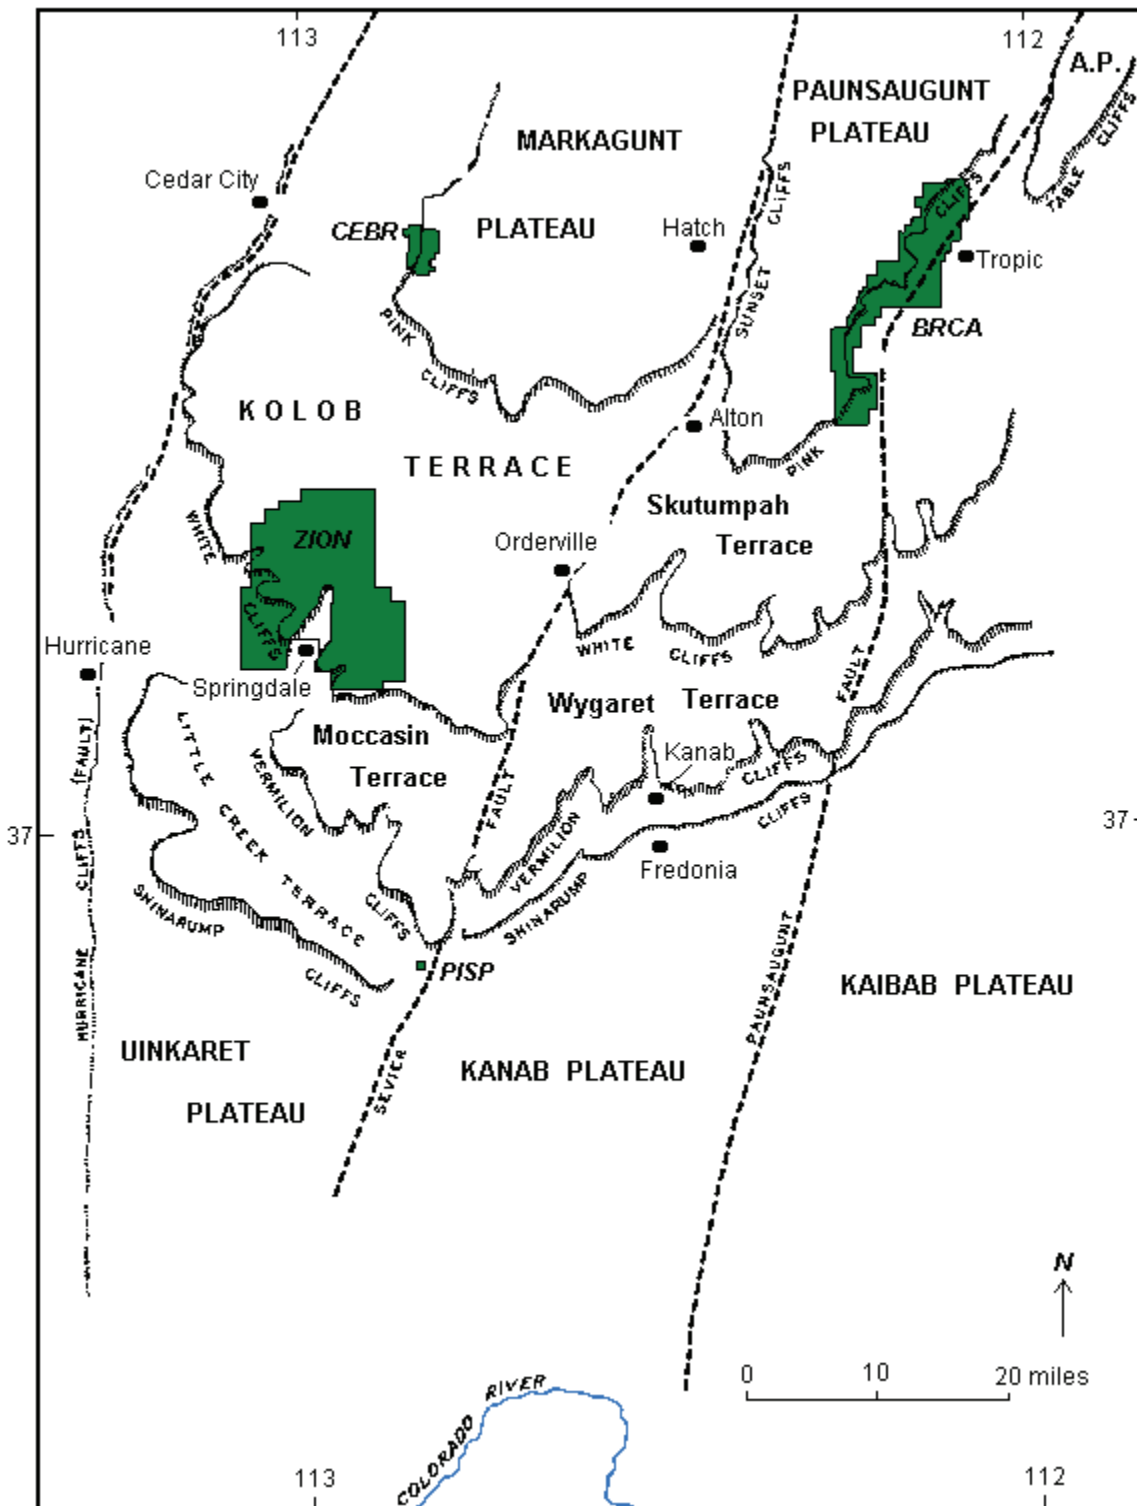 113
112
A.P.
PAUNSAUGUNT
PLATEAU
TABLE CLIFFS
MARKAGUNT
PLATEAU
Cedar City
CEBR
Hatch
SUNSET CLIFFS
CLIFFS
Tropic
BRCA
PINK
CLIFFS
KOLOB
TERRACE
Alton
PINK
Skutumpah
Terrace
WHITE
CLIFFS
ZION
Orderville
WHITE
CLIFFS
Hurricane
Springdale
Wygaret Terrace
FAULT
Moccasin
Terrace
Kanab
CLIFFS
VERMILION
CLIFFS
LITTLE CREEK TERRACE
VERMILION
CLIFFS
FAULT
(FAULT)
37
37
HURRICANE CLIFFS
SHINARUMP
CLIFFS
SHINARUMP
Fredonia
PISP
PAUNSAUGUNT
KAIBAB PLATEAU
UINKARET
PLATEAU
SEVIER
KANAB PLATEAU
N
0 10 20 miles
COLORADO RIVER
113
112